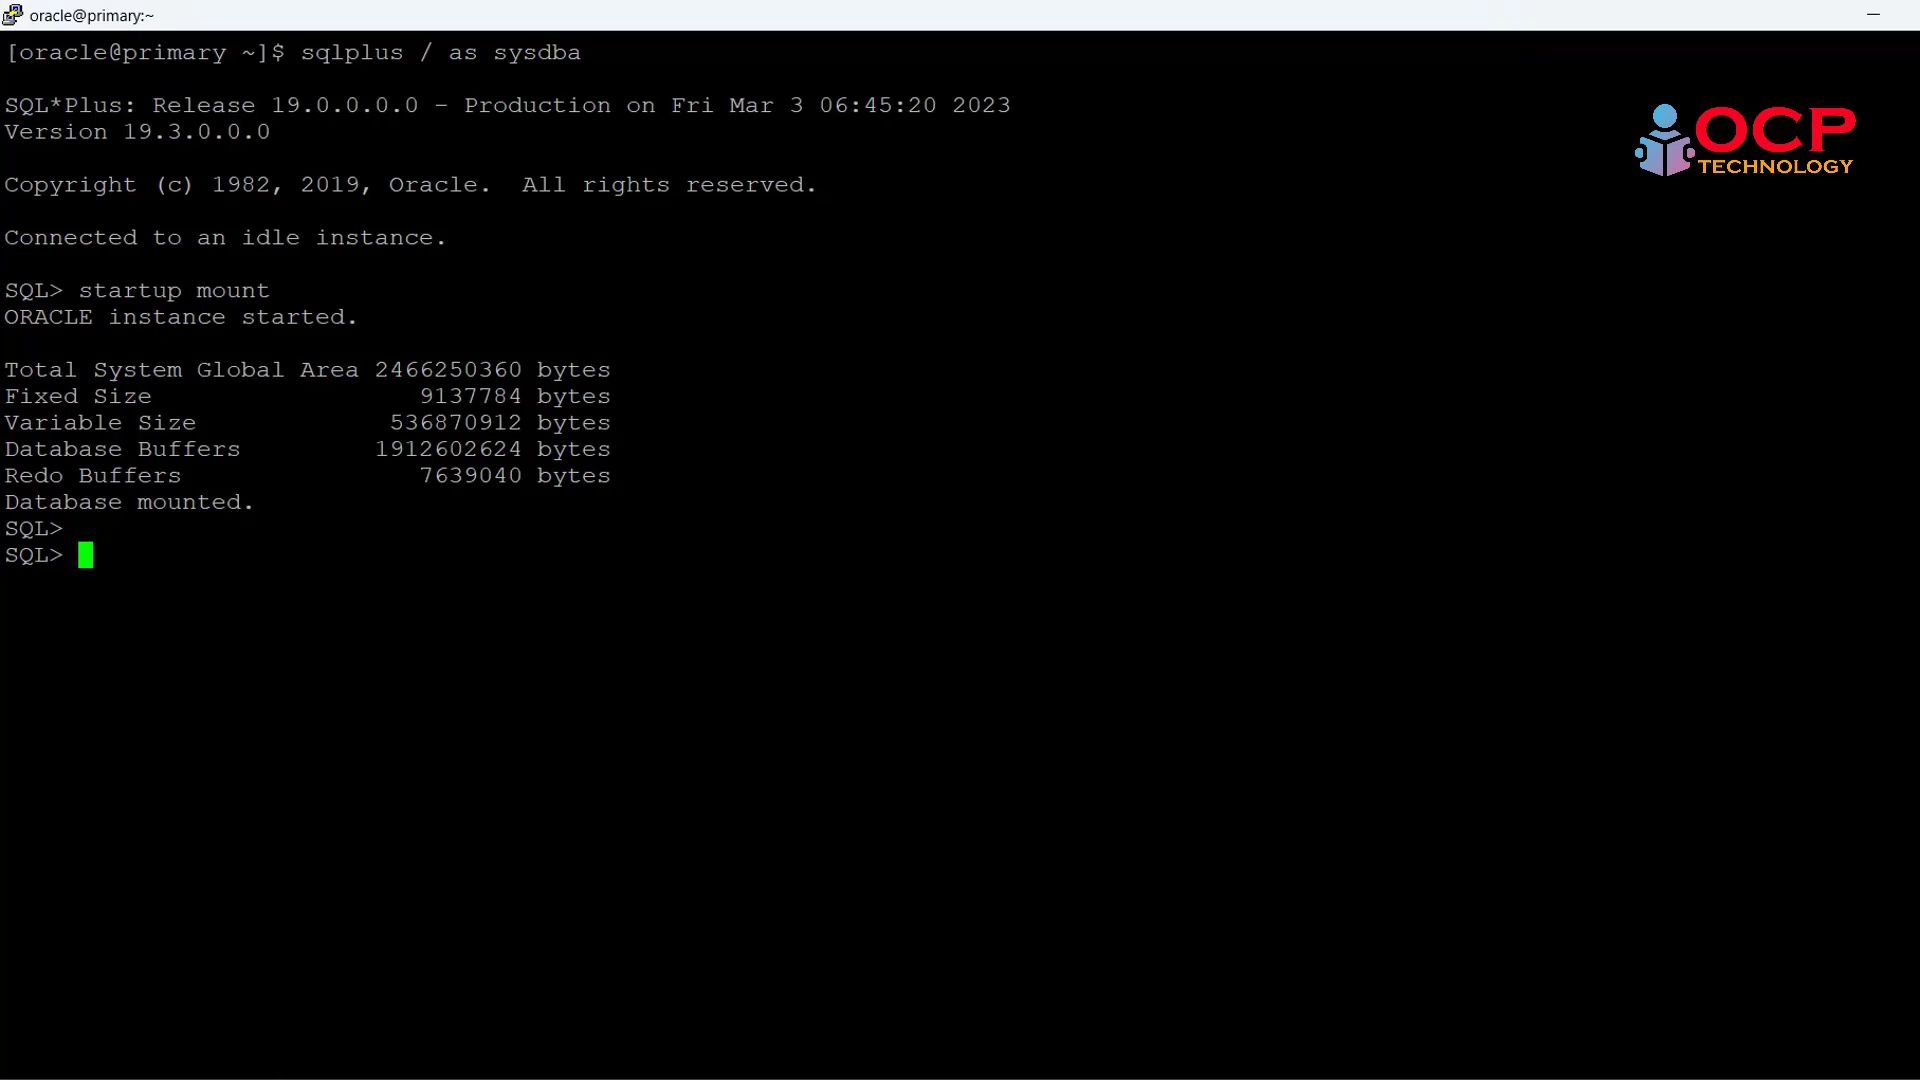 oracle@primary:~
[oracle@primary ~]$ sqlplus / as sysdba
SQL*Plus: Release 19.0.0.0.0 - Production on Fri Mar 3 06:45:20 2023
Version 19.3.0.0.0
OCP
TECHNOLOGY
Copyright (c) 1982, 2019, Oracle.  All rights reserved.
Connected to an idle instance.
SQL> startup mount
ORACLE instance started.
Total System Global Area 2466250360 bytes
Fixed Size                  9137784 bytes
Variable Size             536870912 bytes
Database Buffers         1912602624 bytes
Redo Buffers                7639040 bytes
Database mounted.
SQL>
SQL>